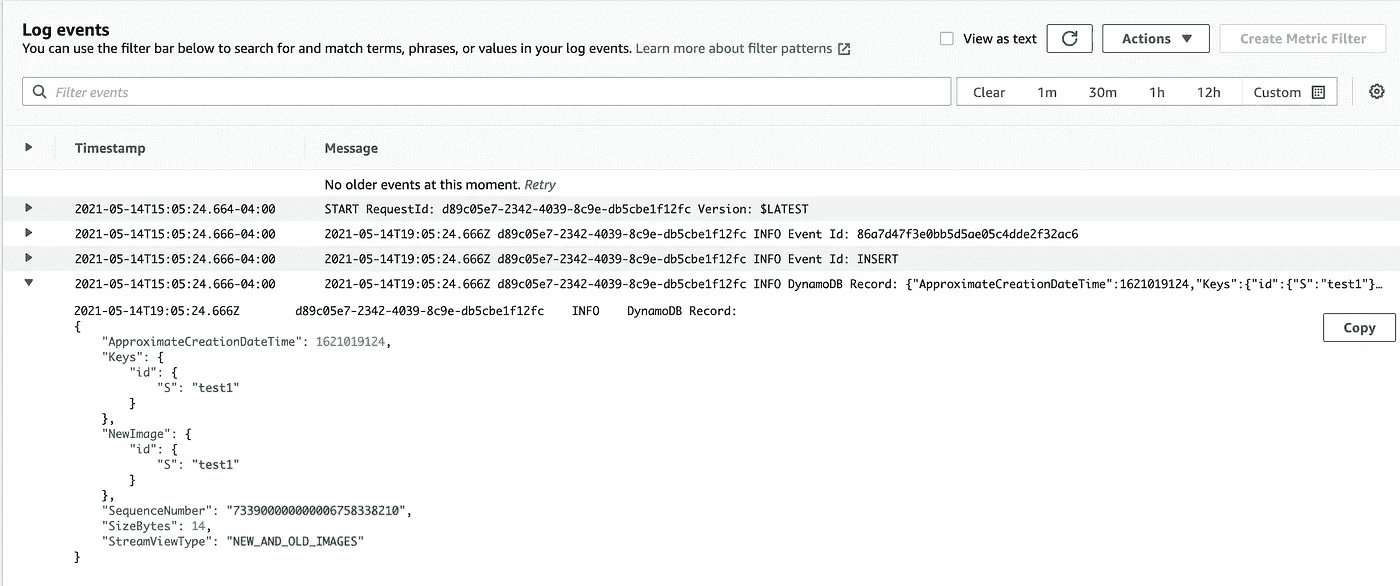 Log events
You can use the filter bar below to search for and match terms, phrases, or values in your log events. Learn more about filter patterns
View as text
Actions
Create Metric Filter
Filter events
Clear 1m 30m 1h 12h Custom
Timestamp Message
No older events at this moment. Retry
2021-05-14T15:05:24.664-04:00 START RequestId: d89c05e7-2342-4039-8c9e-db5cbe1f12fc Version: $LATEST
2021-05-14T15:05:24.666-04:00 2021-05-14T19:05:24.666Z d89c05e7-2342-4039-8c9e-db5cbe1f12fc INFO Event Id: 86a7d47f3e0bb5d5ae05c4dde2f32ac6
2021-05-14T15:05:24.666-04:00 2021-05-14T19:05:24.666Z d89c05e7-2342-4039-8c9e-db5cbe1f12fc INFO Event Id: INSERT
2021-05-14T15:05:24.666-04:00 2021-05-14T19:05:24.666Z d89c05e7-2342-4039-8c9e-db5cbe1f12fc INFO DynamoDB Record: {"ApproximateCreationDateTime":1621019124,"Keys":{"id":{"S":"test1"}…
2021-05-14T19:05:24.666Z d89c05e7-2342-4039-8c9e-db5cbe1f12fc INFO DynamoDB Record:
Copy
{
"ApproximateCreationDateTime": 1621019124,
"Keys": {
"id": {
"S": "test1"
}
},
"NewImage": {
"id": {
"S": "test1"
}
},
"SequenceNumber": "733900000000006758338210",
"SizeBytes": 14,
"StreamViewType": "NEW_AND_OLD_IMAGES"
}